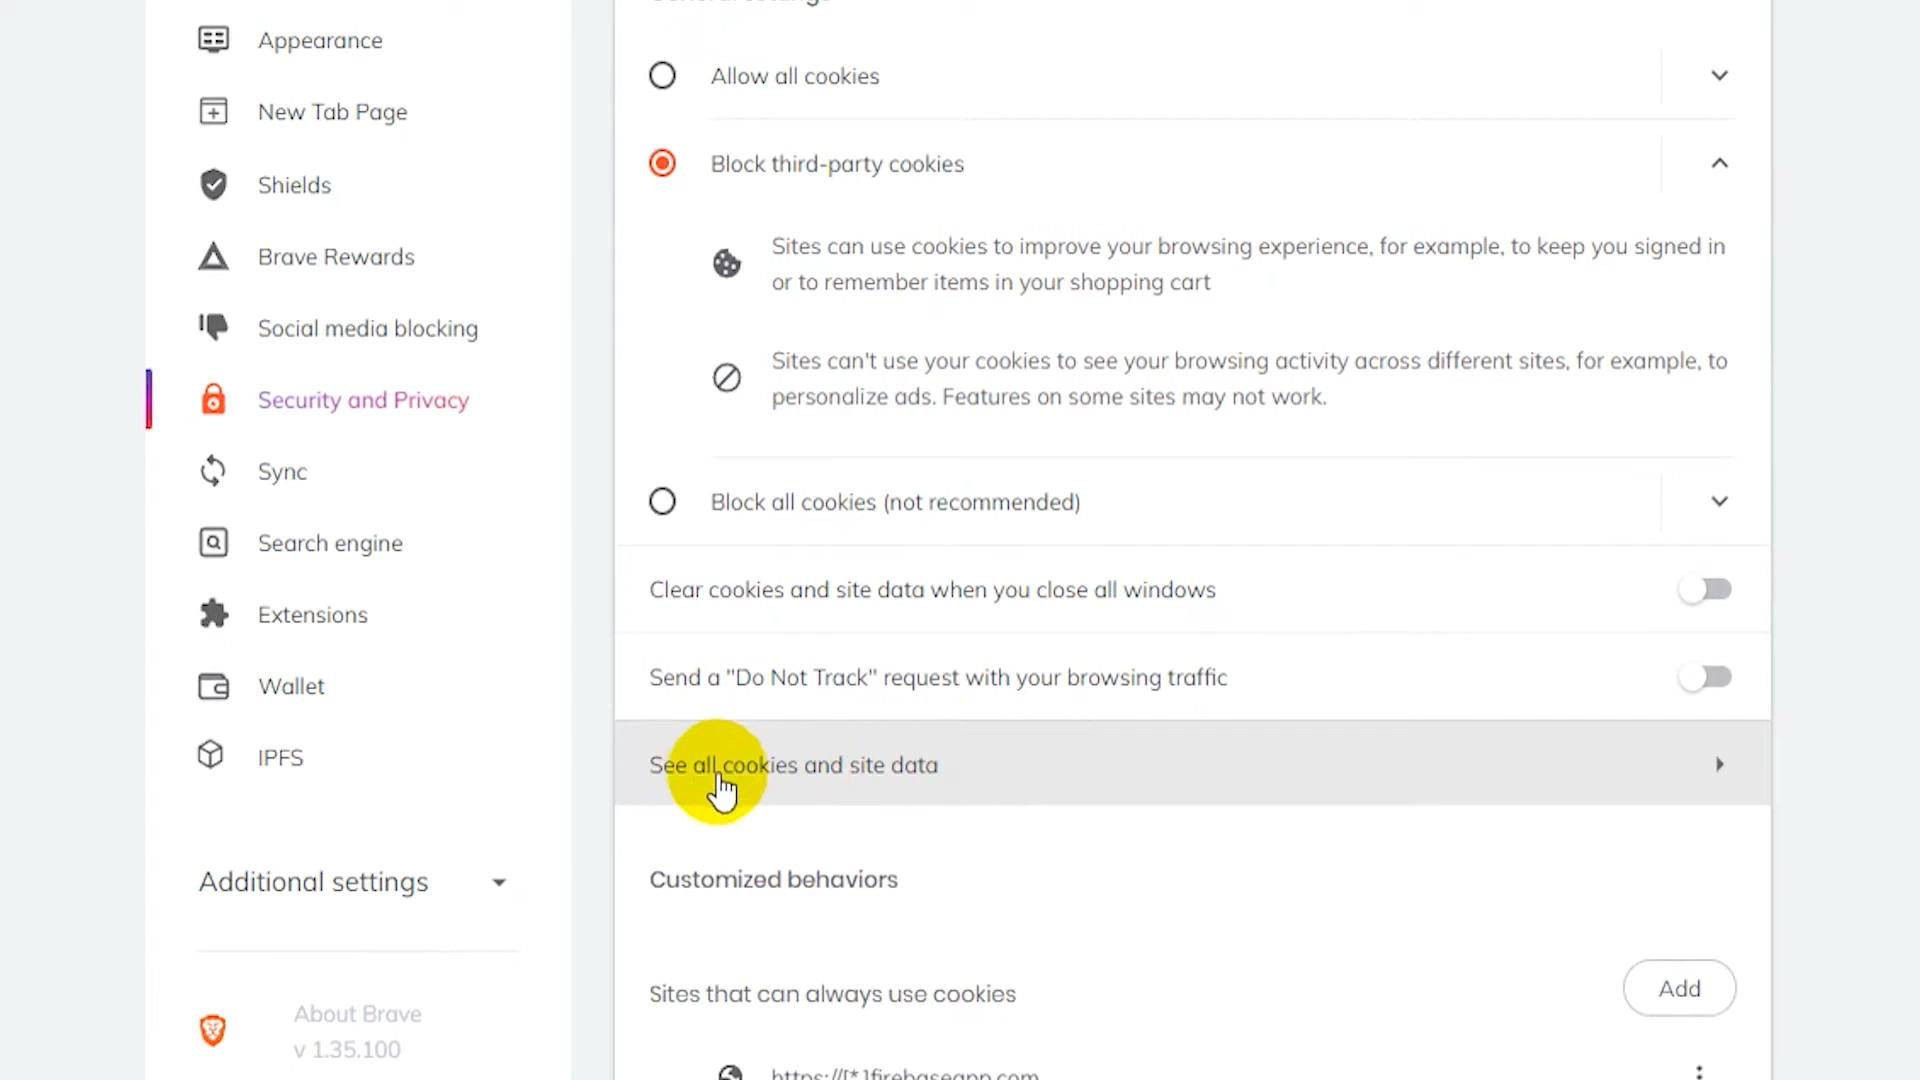 General settings
Appearance
Allow all cookies
New Tab Page
Block third-party cookies
Shields
Sites can use cookies to improve your browsing experience, for example, to keep you signed in
or to remember items in your shopping cart
Brave Rewards
Social media blocking
Sites can't use your cookies to see your browsing activity across different sites, for example, to
personalize ads. Features on some sites may not work.
Security and Privacy
Sync
Block all cookies (not recommended)
Search engine
Clear cookies and site data when you close all windows
Extensions
Send a "Do Not Track" request with your browsing traffic
Wallet
See all cookies and site data
IPFS
Customized behaviors
Additional settings
Sites that can always use cookies
Add
About Brave
v 1.35.100
https://[*.]firebaseapp.com